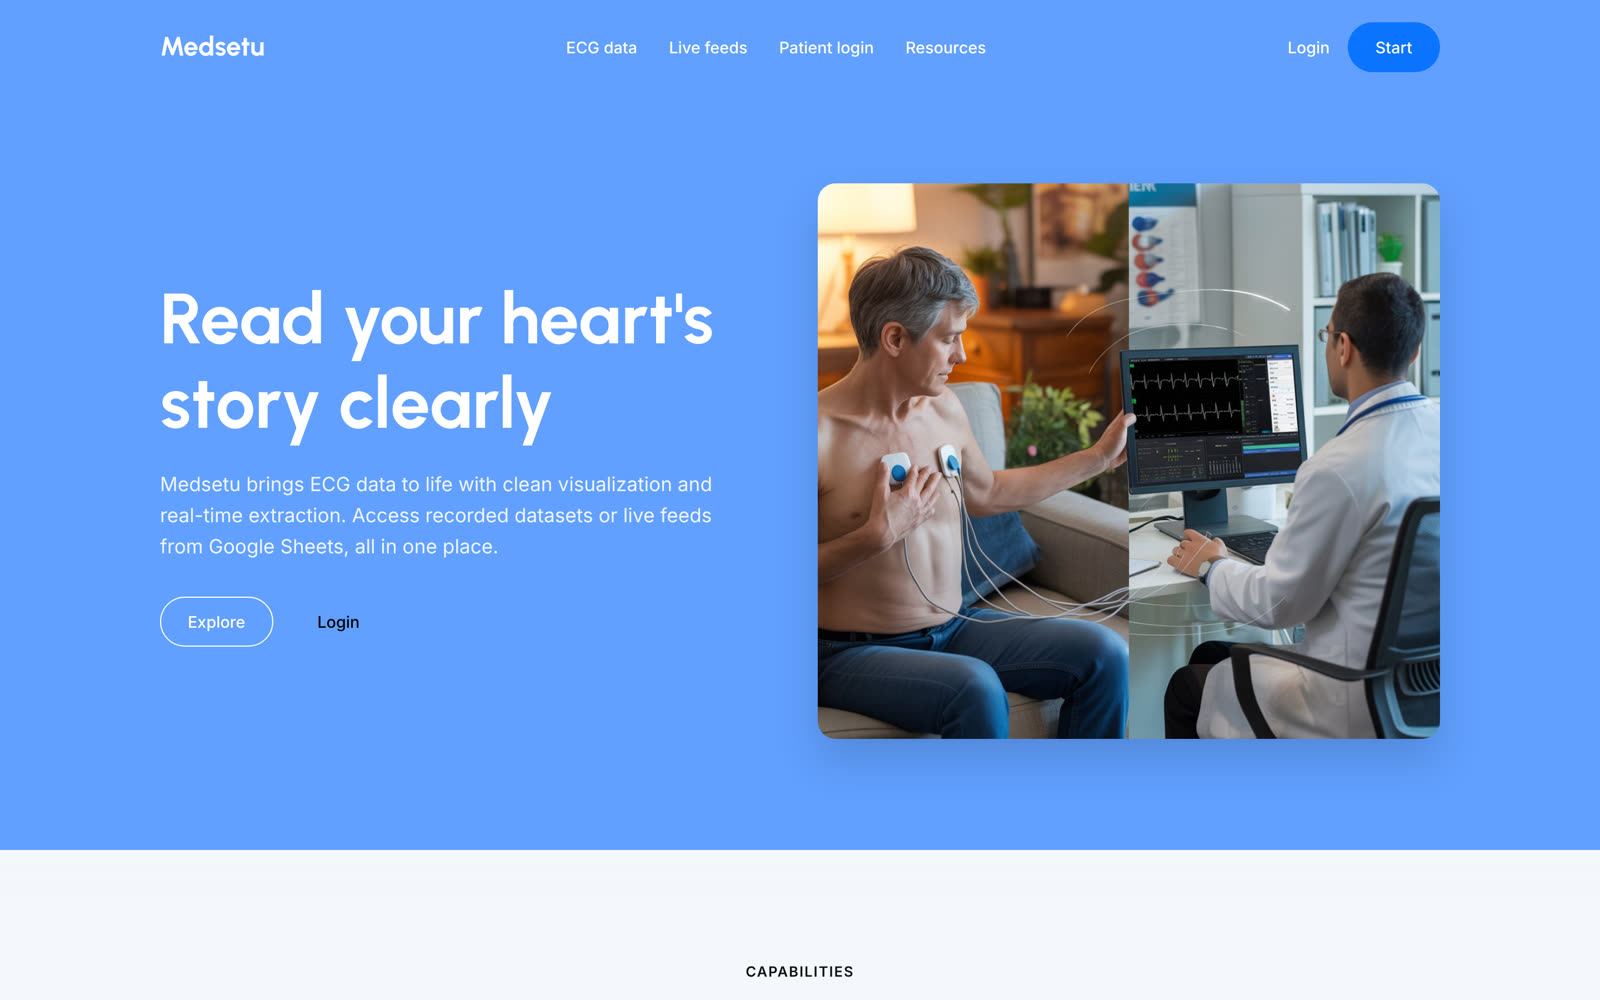 Medsetu
ECG data
Live feeds
Patient login
Resources
Login
Start
Read your heart's
story clearly
Medsetu brings ECG data to life with clean visualization and
real-time extraction. Access recorded datasets or live feeds
from Google Sheets, all in one place.
Explore
Login
CAPABILITIES